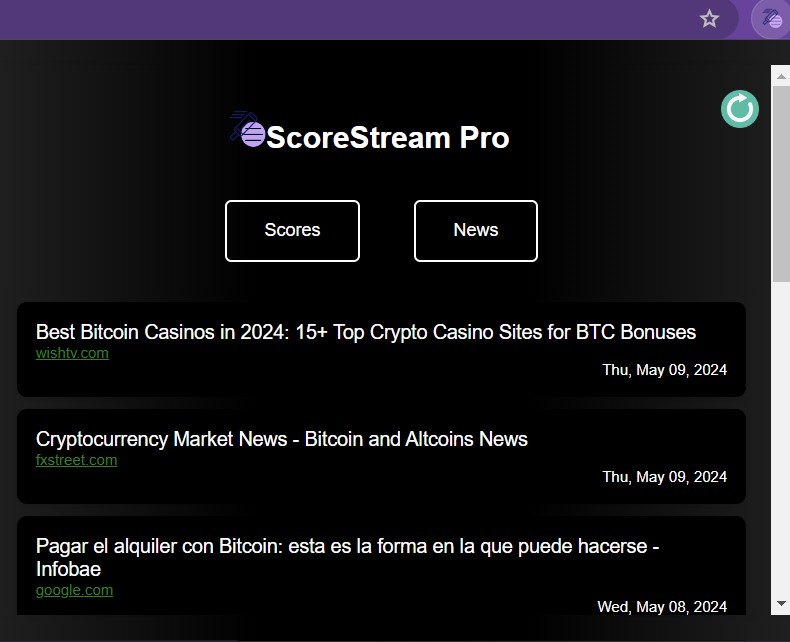 ScoreStream Pro
Scores
News
Best Bitcoin Casinos in 2024: 15+ Top Crypto Casino Sites for BTC Bonuses
wishtv.com
Thu, May 09, 2024
Cryptocurrency Market News - Bitcoin and Altcoins News
fxstreet.com
Thu, May 09, 2024
Pagar el alquiler con Bitcoin: esta es la forma en la que puede hacerse -
Infobae
google.com
Wed, May 08, 2024